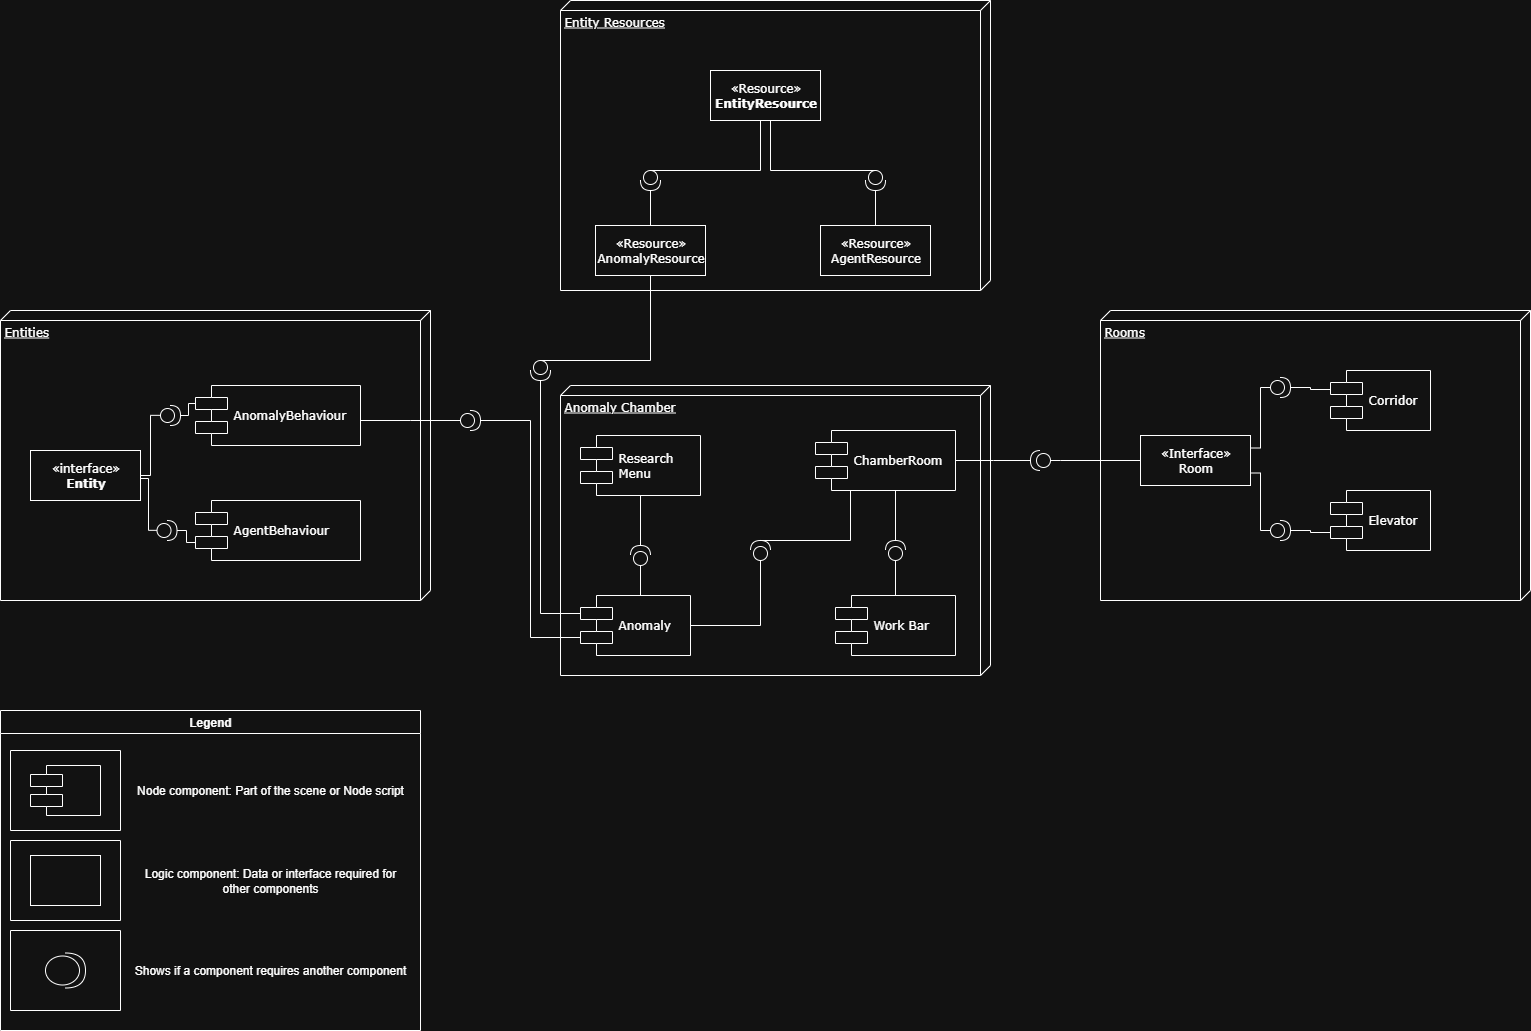 Entity Resources
«Resource»
EntityResource
«Resource»
AnomalyResource
«Resource»
AgentResource
Entities
AnomalyBehaviour
«interface»
Entity
AgentBehaviour
Anomaly Chamber
Research
Menu
ChamberRoom
Anomaly
Work Bar
Rooms
Corridor
«Interface»
Room
Elevator
Legend
Node component: Part of the scene or Node script
Logic component: Data or interface required for
other components
Shows if a component requires another component